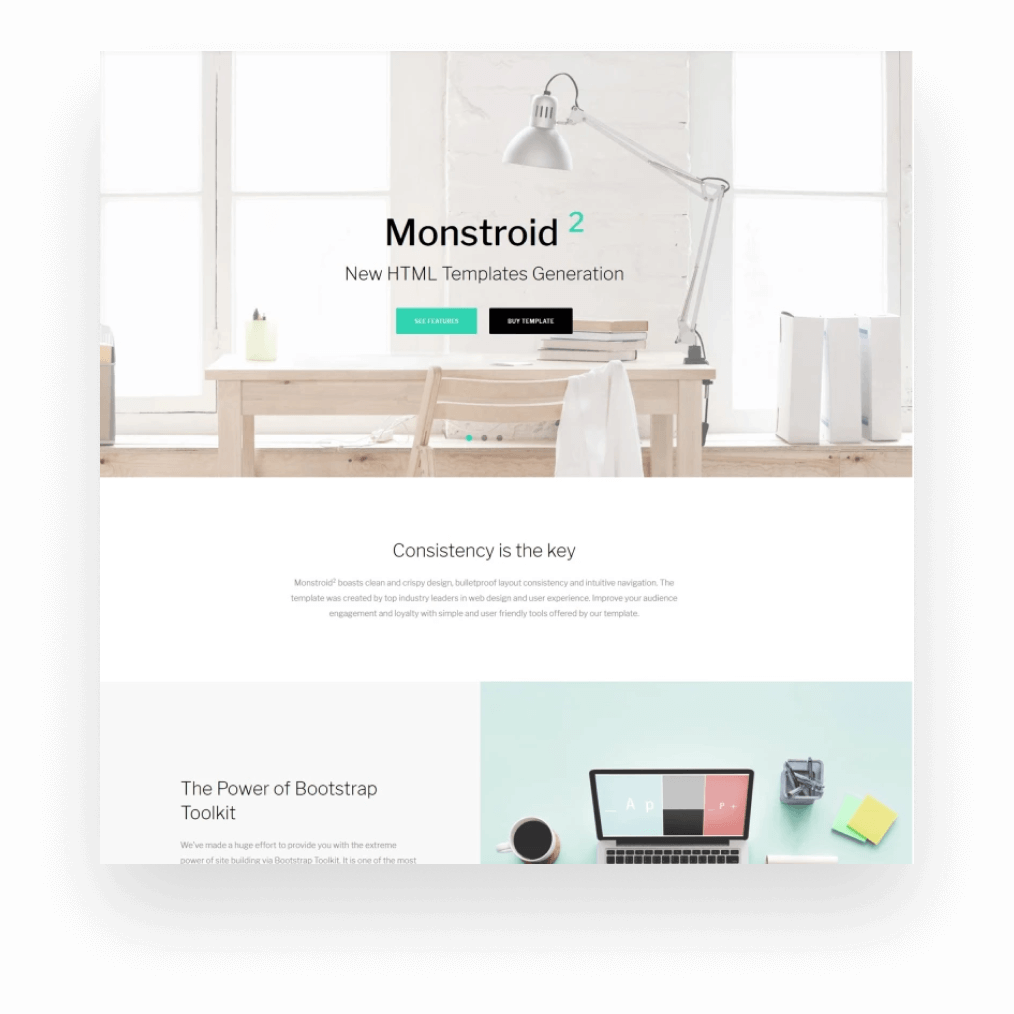 Monstroid 2
New HTML Templates Generation
SEE FEATURES
BUY TEMPLATE
Consistency is the key
Monstroid2 boasts clean and crispy design, bulletproof layout consistency and intuitive navigation. The
template was created by top industry leaders in web design and user experience. Improve your audience
engagement and loyalty with simple and user friendly tools offered by our template.
The Power of Bootstrap
Toolkit
We've made a huge effort to provide you with the extreme
power of site building via Bootstrap Toolkit. It is one of the most
Ap
P+